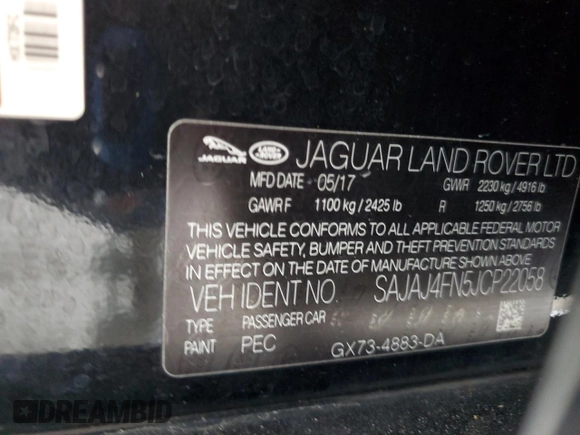 JAGUAR LAND ROVER JAGUAR LAND ROVER LTD
MFD DATE 05/17 GVWR 2230 kg / 4916 lb
GAWR F 1100 kg / 2425 lb R 1250 kg / 2756 lb
THIS VEHICLE CONFORMS TO ALL APPLICABLE FEDERAL MOTOR
VEHICLE SAFETY, BUMPER AND THEFT PREVENTION STANDARDS
IN EFFECT ON THE DATE OF MANUFACTURE SHOWN ABOVE
VEH IDENT NO. SAJAJ4FN5JCP22058
TYPE PASSENGER CAR
PAINT PEC GX73-4883-DA
DREAMBID